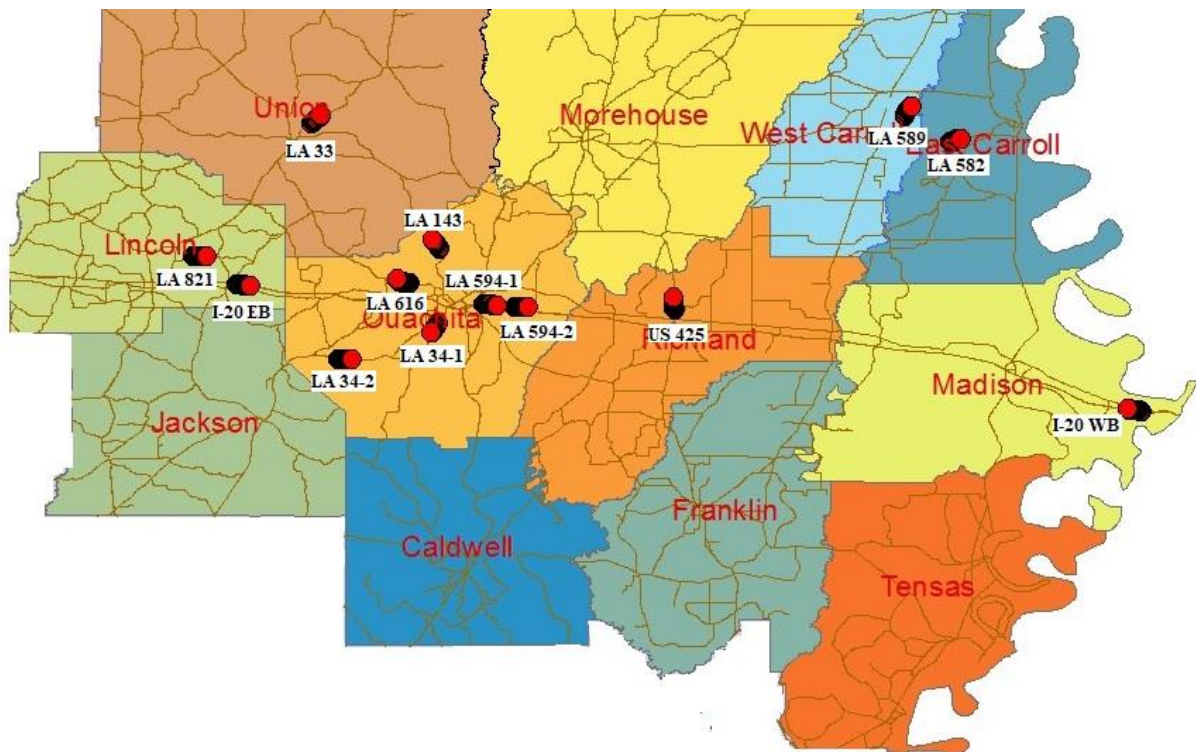 Union
LA 33
Morehouse
West Carroll
LA 589
East Carroll
LA 582
Lincoln
LA 821
I-20 EB
LA 143
LA 616
LA 594-1
LA 594-2
Ouachita
LA 34-1
LA 34-2
US 425
Richland
Madison
I-20 WB
Jackson
Caldwell
Franklin
Tensas